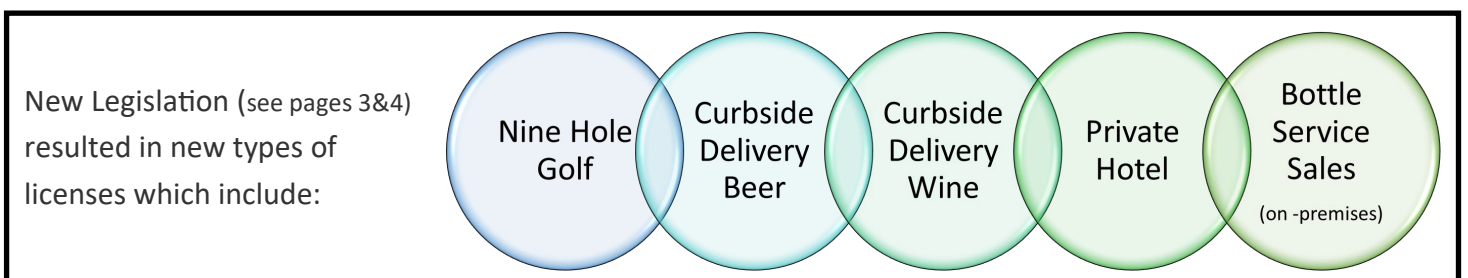 New Legislation (see pages 3&4)
resulted in new types of
licenses which include:
Nine Hole
Golf
Curbside
Delivery
Beer
Curbside
Delivery
Wine
Private
Hotel
Bottle
Service
Sales
(on -premises)